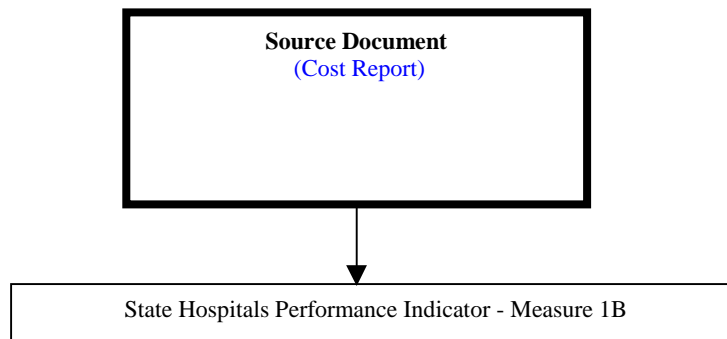 Source Document
(Cost Report)
State Hospitals Performance Indicator - Measure 1B